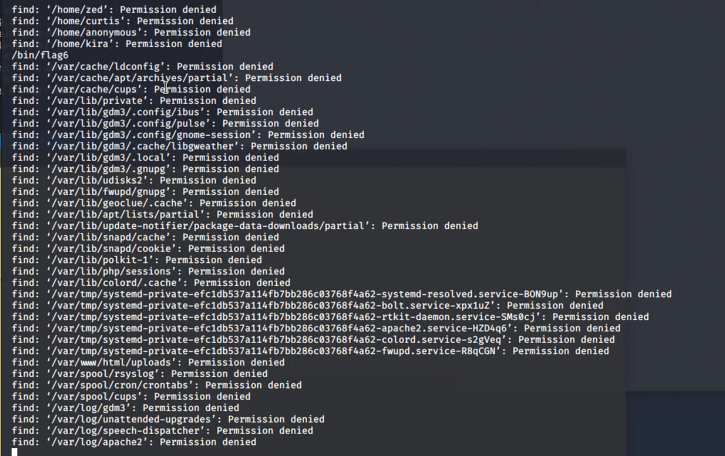 find: ‘/home/zed’: Permission denied
find: ‘/home/curtis’: Permission denied
find: ‘/home/anonymous’: Permission denied
find: ‘/home/kira’: Permission denied
/bin/flag6
find: ‘/var/cache/ldconfig’: Permission denied
find: ‘/var/cache/apt/archives/partial’: Permission denied
find: ‘/var/cache/cups’: Permission denied
find: ‘/var/lib/private’: Permission denied
find: ‘/var/lib/gdm3/.config/ibus’: Permission denied
find: ‘/var/lib/gdm3/.config/pulse’: Permission denied
find: ‘/var/lib/gdm3/.config/gnome-session’: Permission denied
find: ‘/var/lib/gdm3/.cache/libgweather’: Permission denied
find: ‘/var/lib/gdm3/.local’: Permission denied
find: ‘/var/lib/gdm3/.gnupg’: Permission denied
find: ‘/var/lib/udisks2’: Permission denied
find: ‘/var/lib/fwupd/gnupg’: Permission denied
find: ‘/var/lib/geoclue/.cache’: Permission denied
find: ‘/var/lib/apt/lists/partial’: Permission denied
find: ‘/var/lib/update-notifier/package-data-downloads/partial’: Permission denied
find: ‘/var/lib/snapd/cache’: Permission denied
find: ‘/var/lib/snapd/cookie’: Permission denied
find: ‘/var/lib/polkit-1’: Permission denied
find: ‘/var/lib/php/sessions’: Permission denied
find: ‘/var/lib/colord/.cache’: Permission denied
find: ‘/var/tmp/systemd-private-efc1db537a114fb7bb286c03768f4a62-systemd-resolved.service-BON9up’: Permission denied
find: ‘/var/tmp/systemd-private-efc1db537a114fb7bb286c03768f4a62-bolt.service-xpx1uZ’: Permission denied
find: ‘/var/tmp/systemd-private-efc1db537a114fb7bb286c03768f4a62-rtkit-daemon.service-SMs0cj’: Permission denied
find: ‘/var/tmp/systemd-private-efc1db537a114fb7bb286c03768f4a62-apache2.service-HZD4q6’: Permission denied
find: ‘/var/tmp/systemd-private-efc1db537a114fb7bb286c03768f4a62-colord.service-s2gVeq’: Permission denied
find: ‘/var/tmp/systemd-private-efc1db537a114fb7bb286c03768f4a62-fwupd.service-R8qCGN’: Permission denied
find: ‘/var/www/html/uploads’: Permission denied
find: ‘/var/spool/rsyslog’: Permission denied
find: ‘/var/spool/cron/crontabs’: Permission denied
find: ‘/var/spool/cups’: Permission denied
find: ‘/var/log/gdm3’: Permission denied
find: ‘/var/log/unattended-upgrades’: Permission denied
find: ‘/var/log/speech-dispatcher’: Permission denied
find: ‘/var/log/apache2’: Permission denied